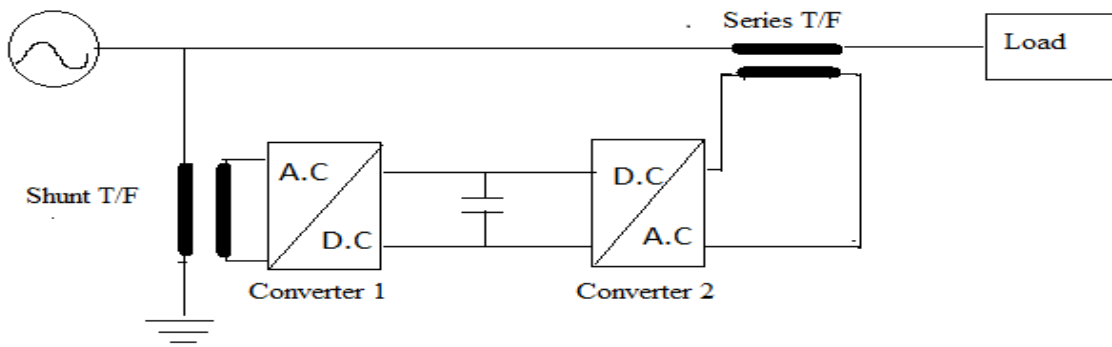 Series T/F
Load
Shunt T/F
A.C
D.C
D.C
A.C
Converter 1
Converter 2